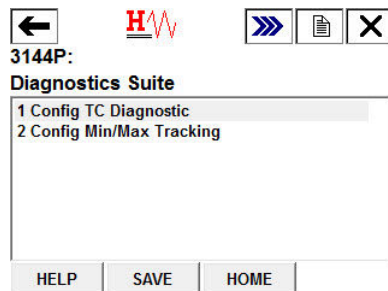 H
3144P:
Diagnostics Suite
1 Config TC Diagnostic
2 Config Min/Max Tracking
HELP SAVE HOME